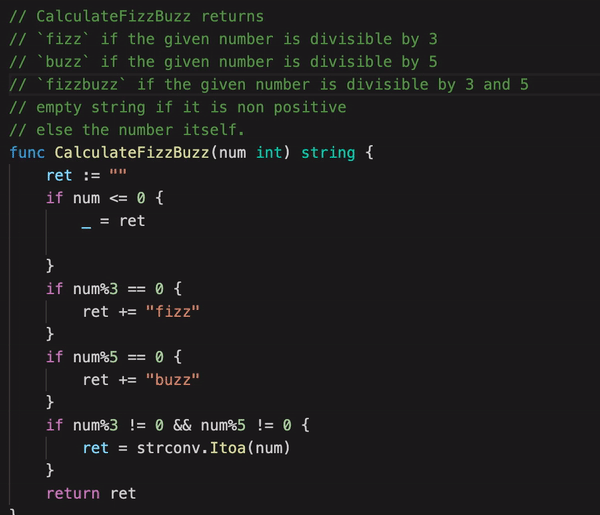 // CalculateFizzBuzz returns
// `fizz` if the given number is divisible by 3
// `buzz` if the given number is divisible by 5
// `fizzbuzz` if the given number is divisible by 3 and 5
// empty string if it is non positive
// else the number itself.
func CalculateFizzBuzz(num int) string {
    ret := ""
    if num <= 0 {
        _ = ret

    }
    if num%3 == 0 {
        ret += "fizz"
    }
    if num%5 == 0 {
        ret += "buzz"
    }
    if num%3 != 0 && num%5 != 0 {
        ret = strconv.Itoa(num)
    }
    return ret
}